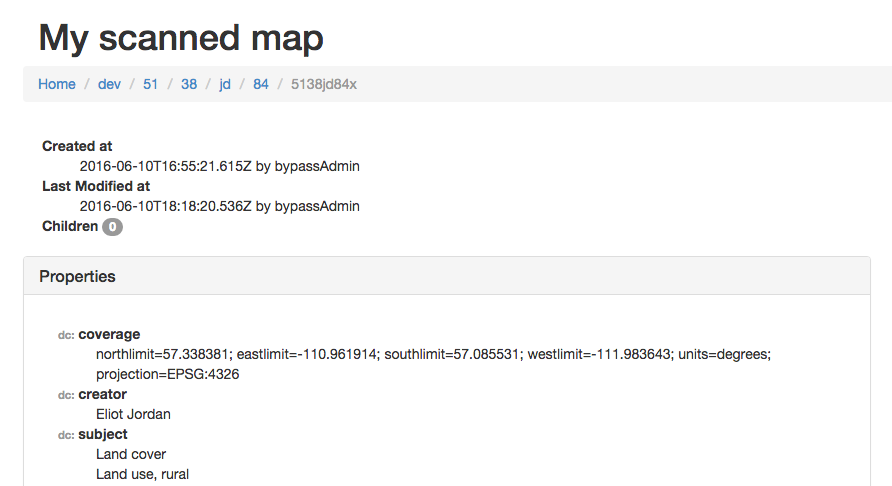 My scanned map
Home / dev / 51 / 38 / jd / 84 / 5138jd84x
Created at
2016-06-10T16:55:21.615Z by bypassAdmin
Last Modified at
2016-06-10T18:18:20.536Z by bypassAdmin
Children 0
Properties
dc: coverage
northlimit=57.338381; eastlimit=-110.961914; southlimit=57.085531; westlimit=-111.983643; units=degrees;
projection=EPSG:4326
dc: creator
Eliot Jordan
dc: subject
Land cover
Land use, rural